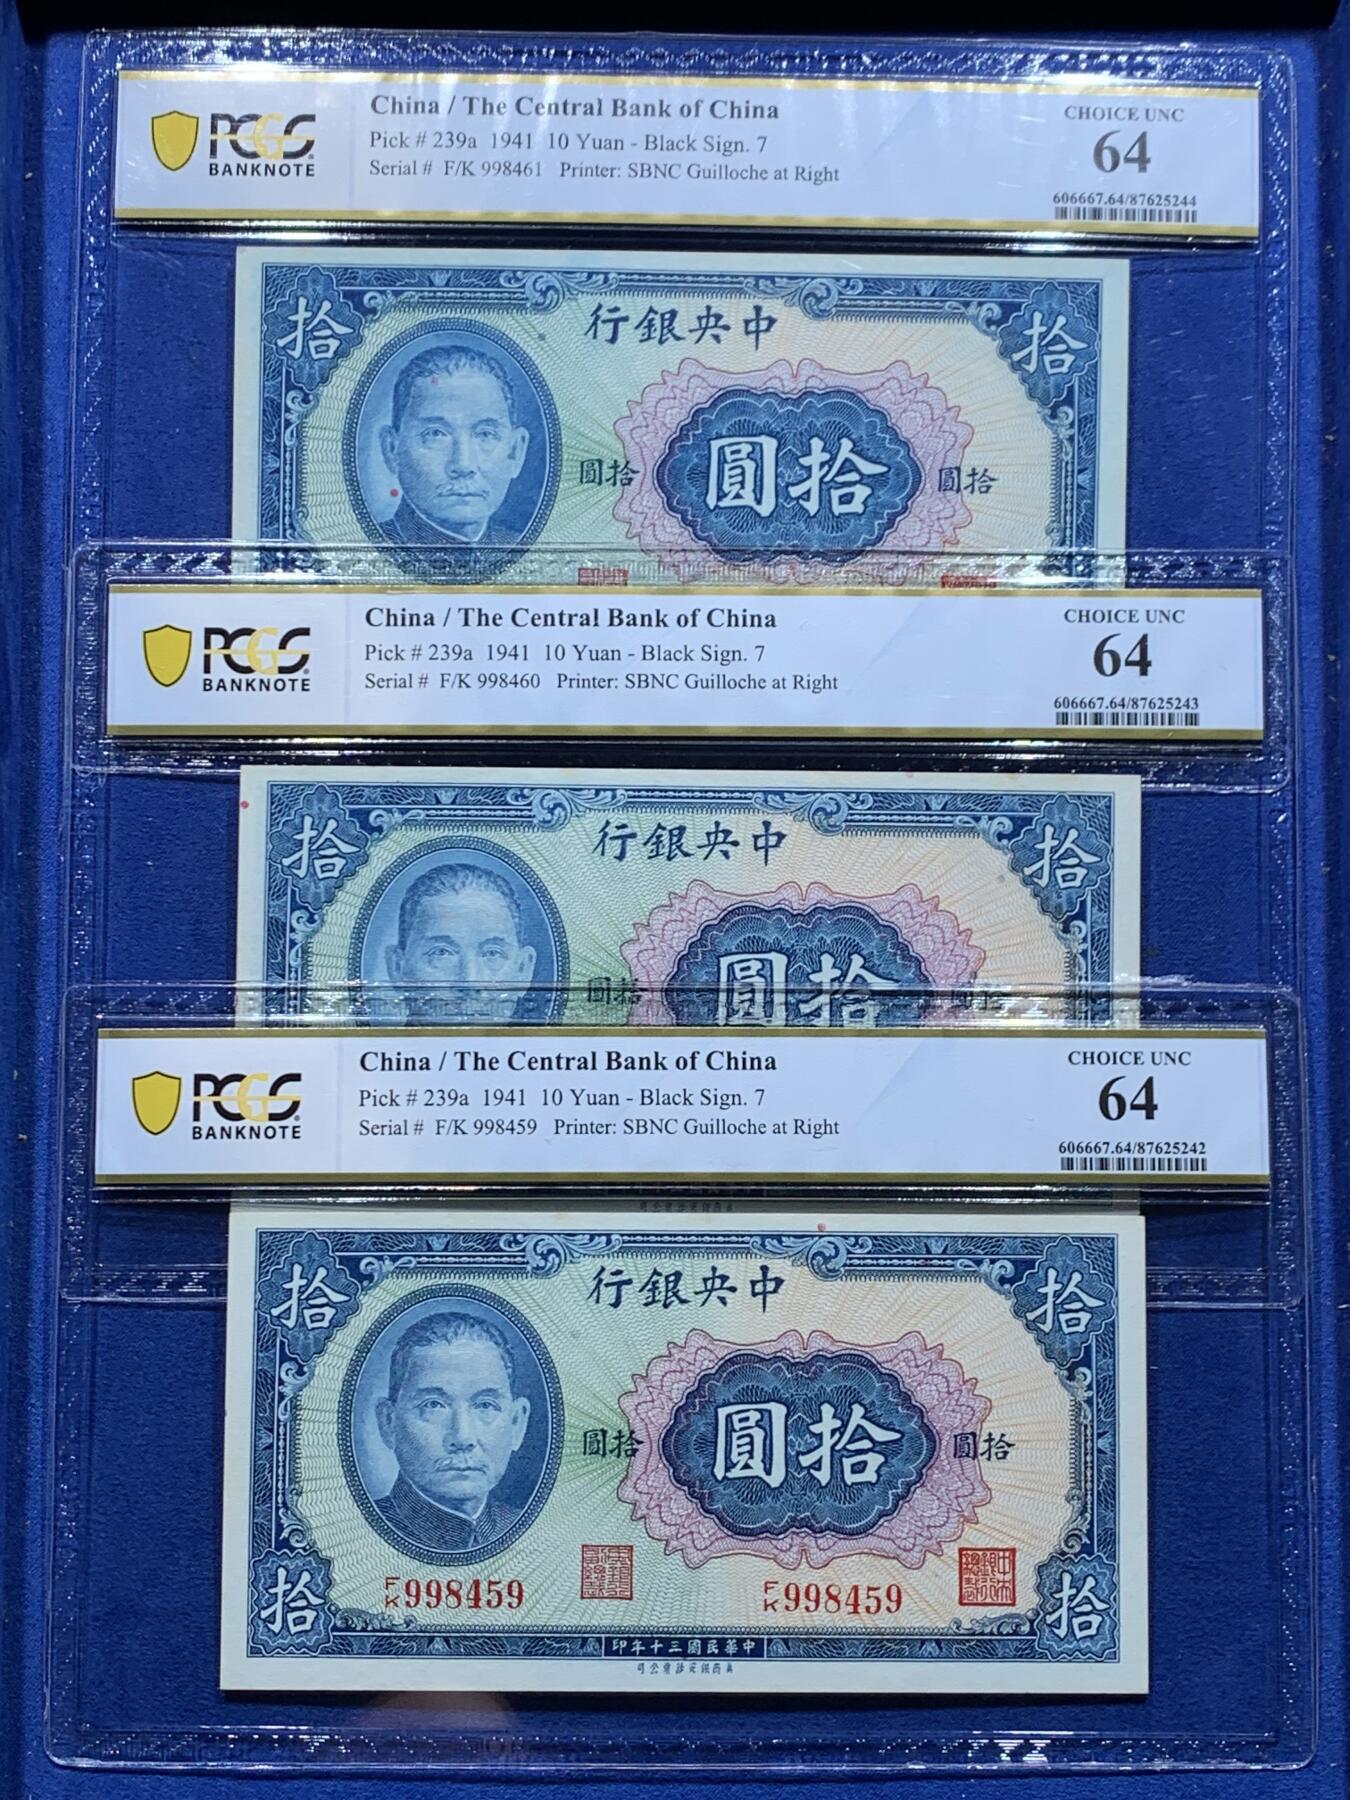 PCGS
BANKNOTE
China / The Central Bank of China
Pick # 239a 1941 10 Yuan - Black Sign. 7
Serial # F/K 998461 Printer: SBNC Guilloche at Right
CHOICE UNC
64
606667.64/87625244
行銀央中
拾
拾
圓拾
圓拾
圓拾
PCGS
BANKNOTE
China / The Central Bank of China
Pick # 239a 1941 10 Yuan - Black Sign. 7
Serial # F/K 998460 Printer: SBNC Guilloche at Right
CHOICE UNC
64
606667.64/87625243
行銀央中
拾
拾
圓拾
圓拾
圓拾
PCGS
BANKNOTE
China / The Central Bank of China
Pick # 239a 1941 10 Yuan - Black Sign. 7
Serial # F/K 998459 Printer: SBNC Guilloche at Right
CHOICE UNC
64
606667.64/87625242
行銀央中
拾
拾
圓拾
圓拾
圓拾
F/K 998459
F/K 998459
拾
拾
印年十三國民華中